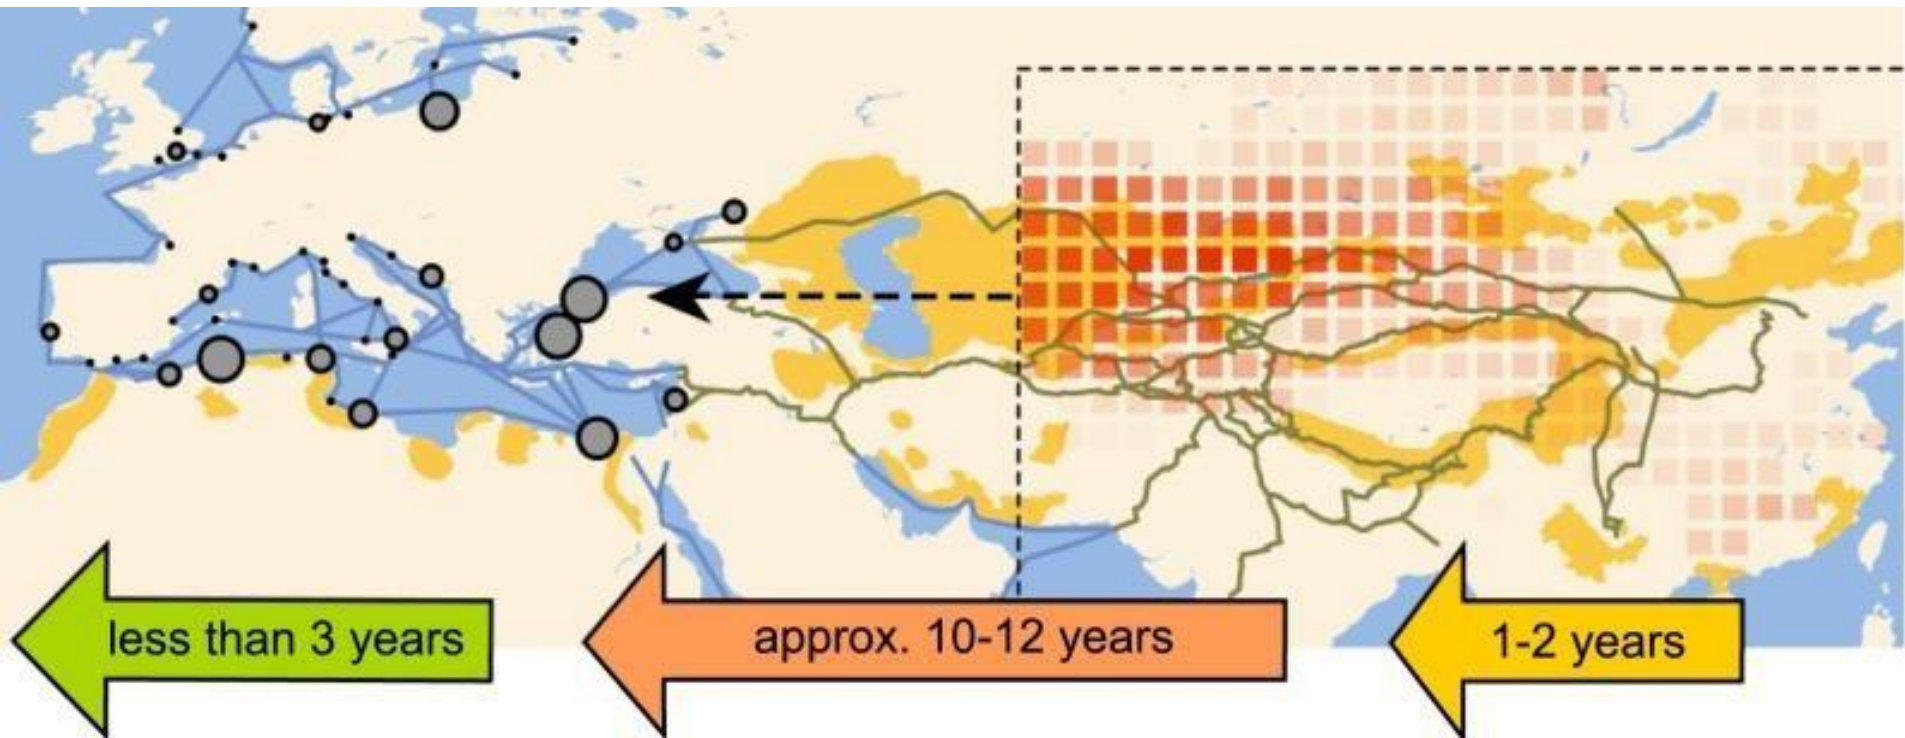 less than 3 years
approx. 10-12 years
1-2 years